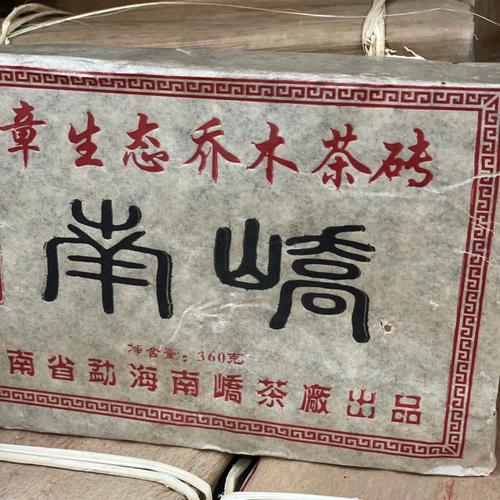 章生态乔木茶砖
南嶠
净含量：360克
南省勐海南嶠茶廠出品